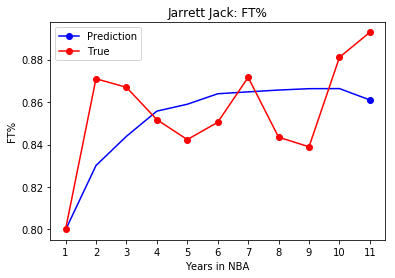 Jarrett Jack: FT%
Prediction
True
FT%
0.88
0.86
0.84
0.82
0.80
1 2 3 4 5 6 7 8 9 10 11
Years in NBA